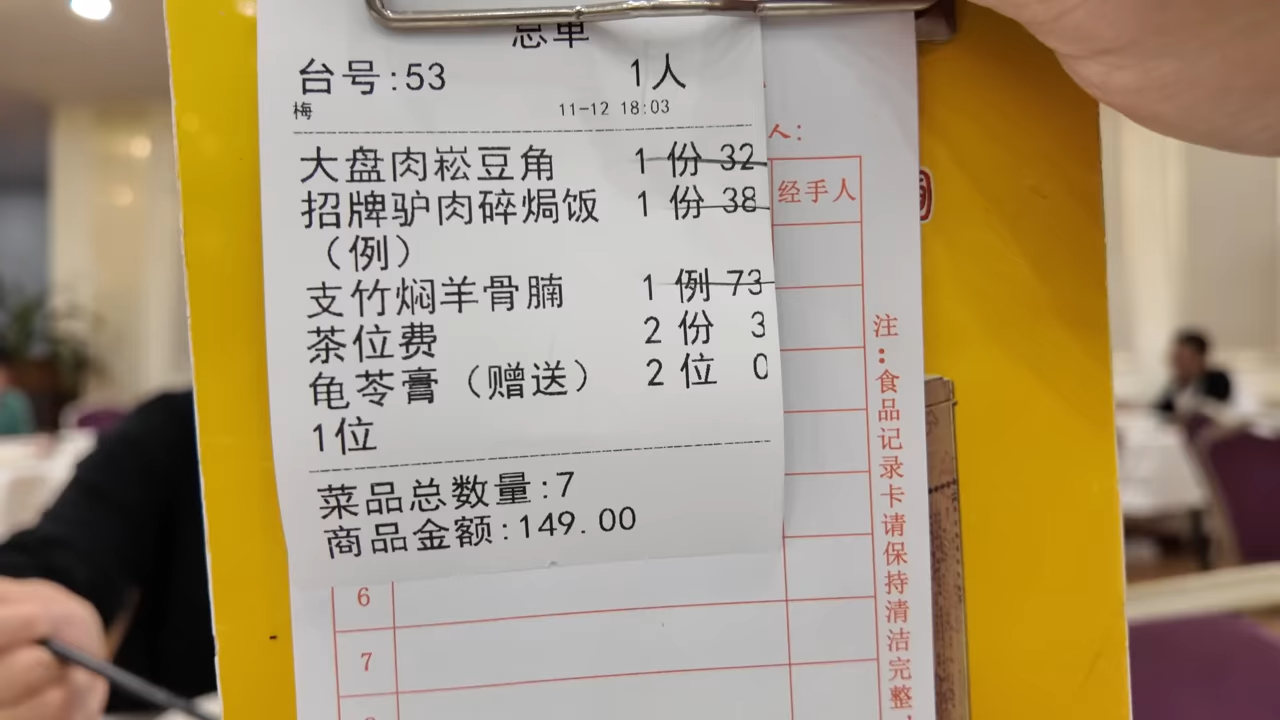 总单
台号:53 1人
梅 11-12 18:03
大盘肉崧豆角 1 份 32
招牌驴肉碎焗饭 1 份 38
（例）
支竹焖羊骨腩 1 例 73
茶位费 2 份 3
龟苓膏（赠送） 2 位 0
1位
菜品总数量:7
商品金额:149.00
人:
经手人
6
7
注:食品记录卡请保持清洁完整,